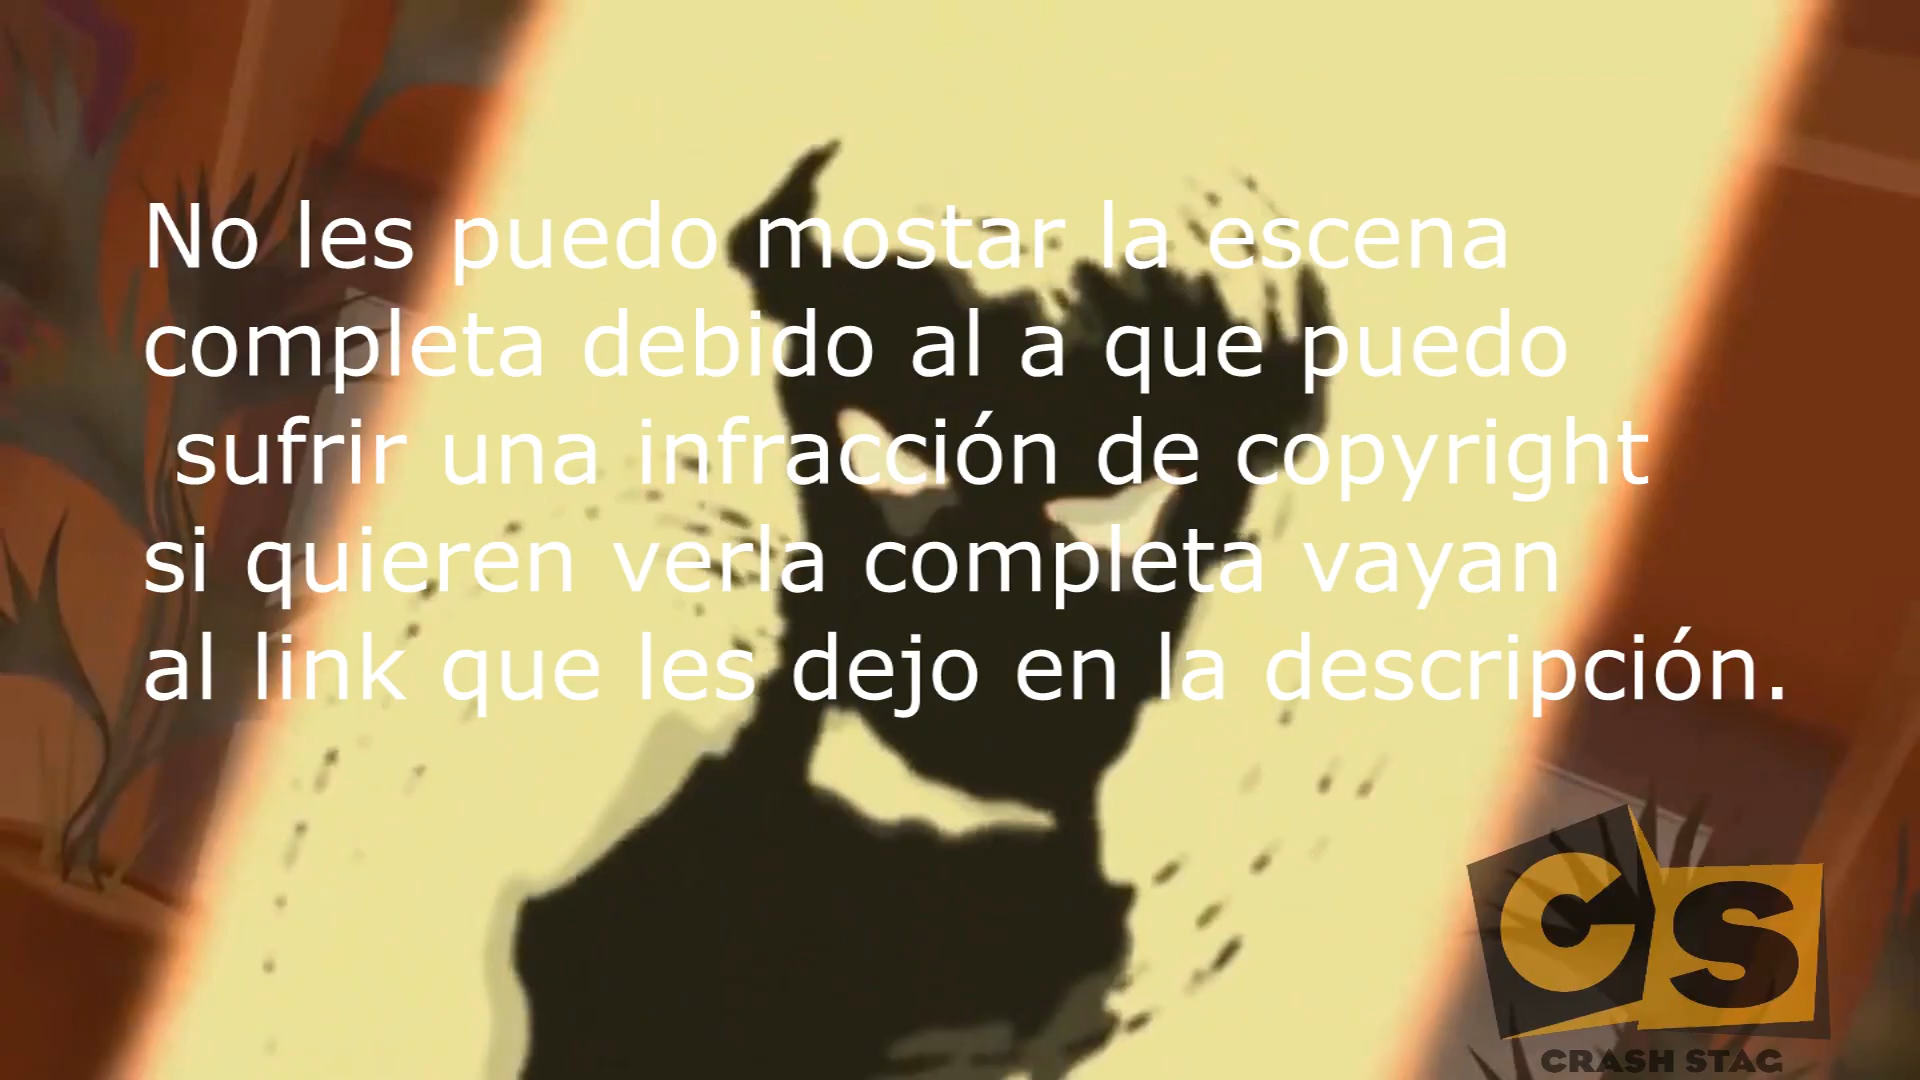 No les puedo mostar la escena
completa debido al a que puedo
sufrir una infracción de copyright
si quieren verla completa vayan
al link que les dejo en la descripción.
CS
CRASH STAG